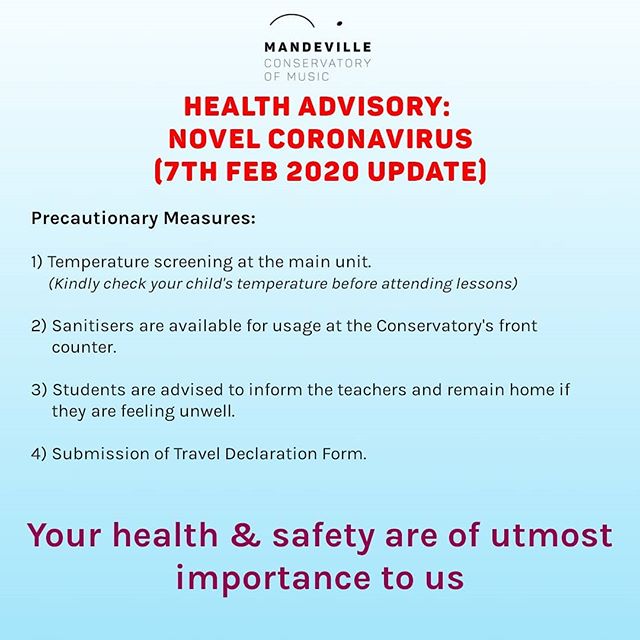 MANDEVILLE
CONSERVATORY
OF MUSIC
HEALTH ADVISORY:
NOVEL CORONAVIRUS
(7TH FEB 2020 UPDATE)
Precautionary Measures:
1) Temperature screening at the main unit.
(Kindly check your child's temperature before attending lessons)
2) Sanitisers are available for usage at the Conservatory's front
counter.
3) Students are advised to inform the teachers and remain home if
they are feeling unwell.
4) Submission of Travel Declaration Form.
Your health & safety are of utmost
importance to us